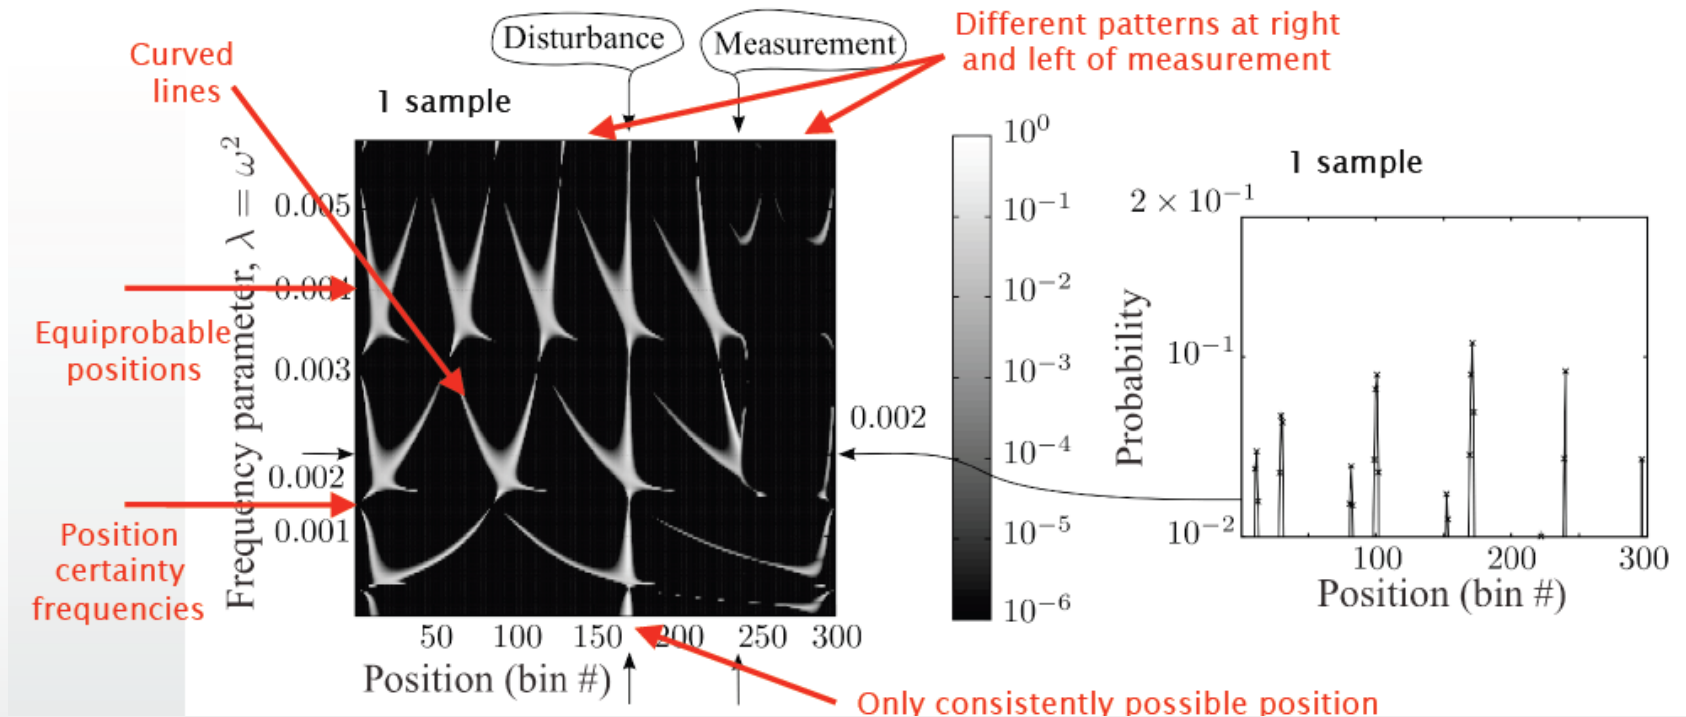 Disturbance
Measurement
Different patterns at right
and left of measurement
Curved
lines
1 sample
Frequency parameter, λ = ω²
0.005
0.004
0.003
0.002
0.001
Equiprobable
positions
Position
certainty
frequencies
50 100 150 200 250 300
Position (bin #)
0.002
10⁰
10⁻¹
10⁻²
10⁻³
10⁻⁴
10⁻⁵
10⁻⁶
1 sample
2 × 10⁻¹
10⁻¹
10⁻²
Probability
100 200 300
Position (bin #)
Only consistently possible position